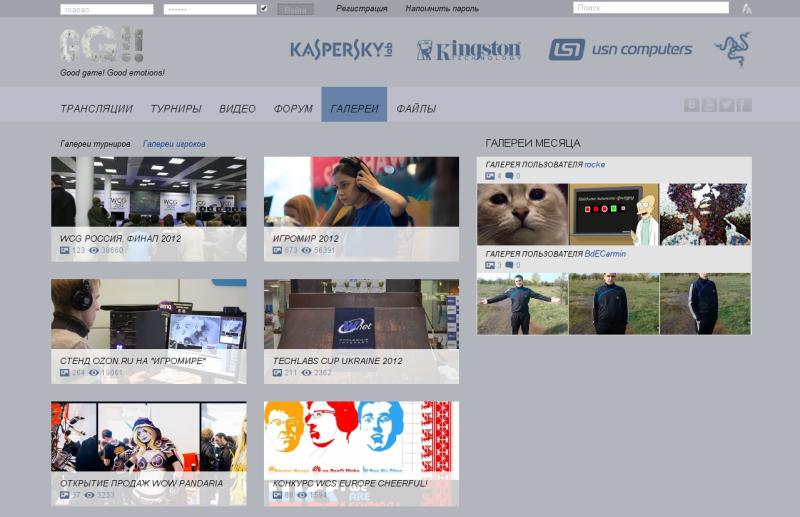 Войти
Регистрация
Напомнить пароль
Поиск
GG!!
Good game! Good emotions!
KASPERSKY lab
Kingston
TECHNOLOGY
usn computers
ТРАНСЛЯЦИИ
ТУРНИРЫ
ВИДЕО
ФОРУМ
ГАЛЕРЕИ
ФАЙЛЫ
Галереи турниров
Галереи игроков
WCG РОССИЯ. ФИНАЛ 2012
123
38660
ИГРОМИР 2012
673
56391
СТЕНД OZON.RU НА "ИГРОМИРЕ"
264
19061
TECHLABS CUP UKRAINE 2012
211
2362
ОТКРЫТИЕ ПРОДАЖ WOW PANDARIA
37
3233
КОНКУРС WCS EUROPE CHEERFUL!
88
1594
ГАЛЕРЕИ МЕСЯЦА
ГАЛЕРЕЯ ПОЛЬЗОВАТЕЛЯ rocke
4
0
ГАЛЕРЕЯ ПОЛЬЗОВАТЕЛЯ BdECarmin
3
0